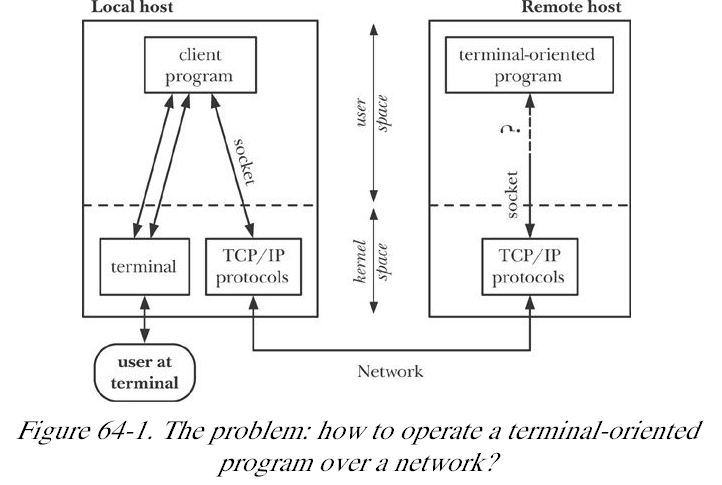 Local host
Remote host
client
program
terminal-oriented
program
user
space
?
socket
socket
kernel
space
terminal
TCP/IP
protocols
TCP/IP
protocols
user at
terminal
Network
Figure 64-1. The problem: how to operate a terminal-oriented
program over a network?